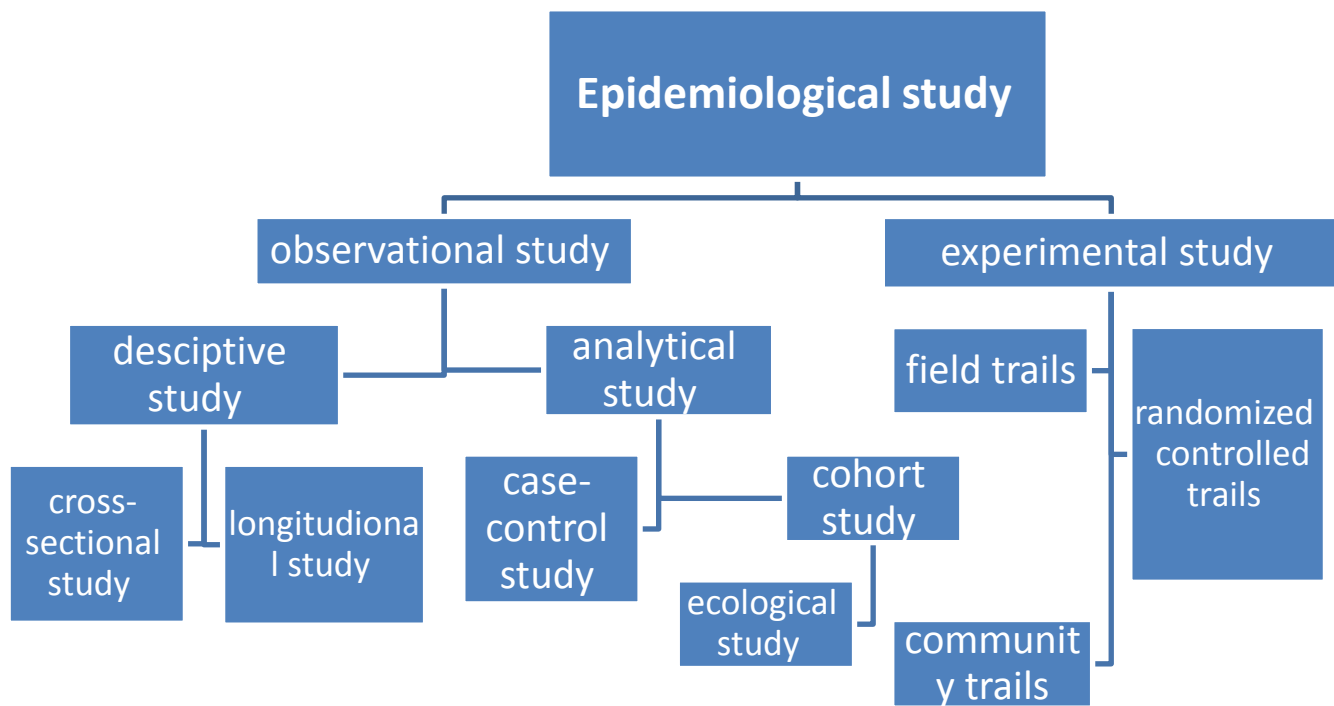 Epidemiological study
observational study
experimental study
desciptive
study
analytical
study
field trails
randomized
controlled
trails
cross-
sectional
study
longitudiona
l study
case-
control
study
cohort
study
ecological
study
communit
y trails